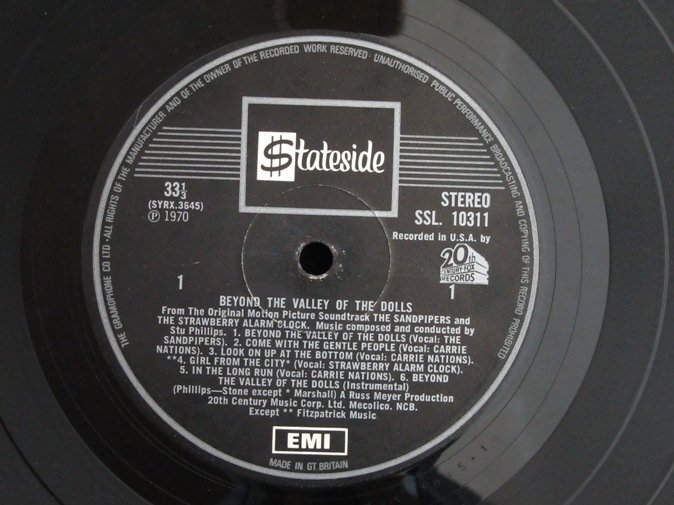 THE GRAMOPHONE CO LTD · ALL RIGHTS OF THE MANUFACTURER AND OF THE OWNER OF THE RECORDED WORK RESERVED · UNAUTHORISED PUBLIC PERFORMANCE BROADCASTING AND COPYING OF THIS RECORD PROHIBITED
$tateside
33⅓
(SYRX.3645)
Ⓟ 1970
STEREO
SSL. 10311
Recorded in U.S.A. by
20th
CENTURY-FOX
RECORDS
1
1
BEYOND THE VALLEY OF THE DOLLS
From The Original Motion Picture Soundtrack THE SANDPIPERS and
THE STRAWBERRY ALARM CLOCK. Music composed and conducted by
Stu Phillips. 1. BEYOND THE VALLEY OF THE DOLLS (Vocal: THE
SANDPIPERS). 2. COME WITH THE GENTLE PEOPLE (Vocal: CARRIE
NATIONS). 3. LOOK ON UP AT THE BOTTOM (Vocal: CARRIE NATIONS).
**4. GIRL FROM THE CITY* (Vocal: STRAWBERRY ALARM CLOCK).
5. IN THE LONG RUN (Vocal: CARRIE NATIONS). 6. BEYOND
THE VALLEY OF THE DOLLS (Instrumental)
(Phillips—Stone except * Marshall) A Russ Meyer Production
20th Century Music Corp. Ltd. Mecolico. NCB.
Except ** Fitzpatrick Music
EMI
MADE IN GT BRITAIN